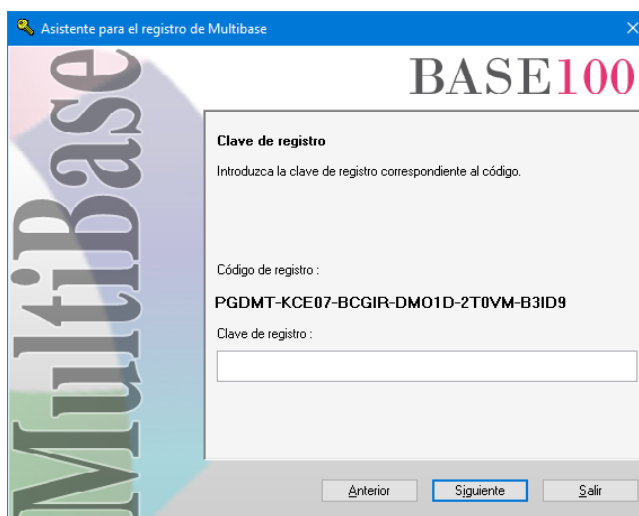 Asistente para el registro de Multibase
BASE100
MultiBase
Clave de registro
Introduzca la clave de registro correspondiente al código.
Código de registro :
PGDMT-KCE07-BCGIR-DMO1D-2T0VM-B3ID9
Clave de registro :
Anterior
Siguiente
Salir